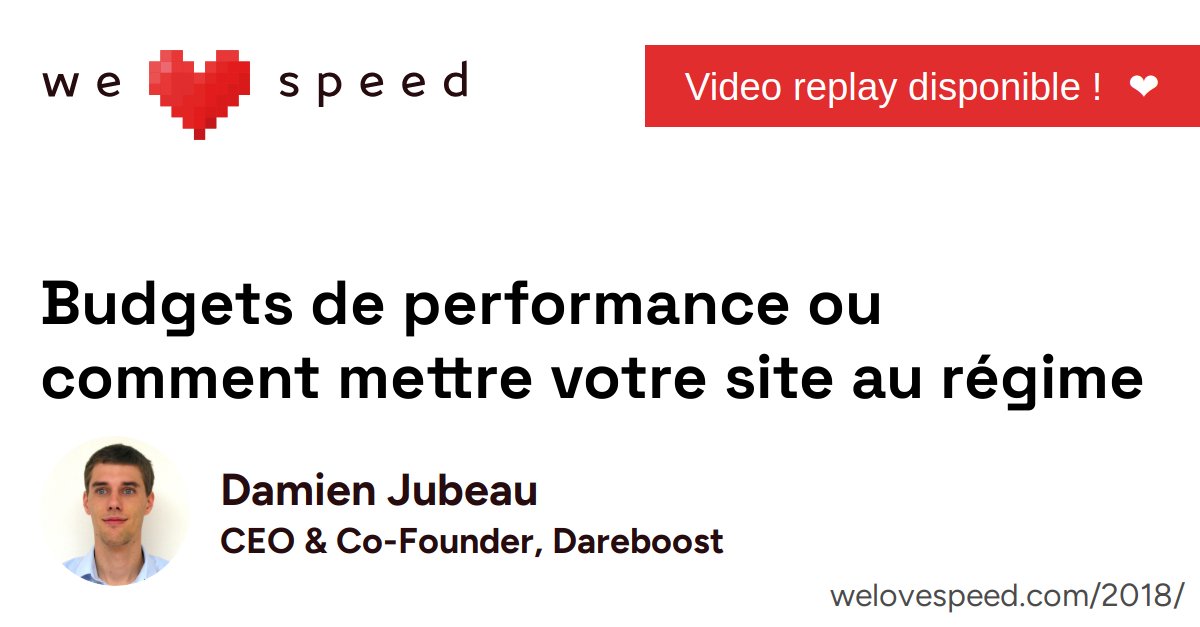 we ❤ speed
Video replay disponible ! ❤
Budgets de performance ou
comment mettre votre site au régime
Damien Jubeau
CEO & Co-Founder, Dareboost
welovespeed.com/2018/